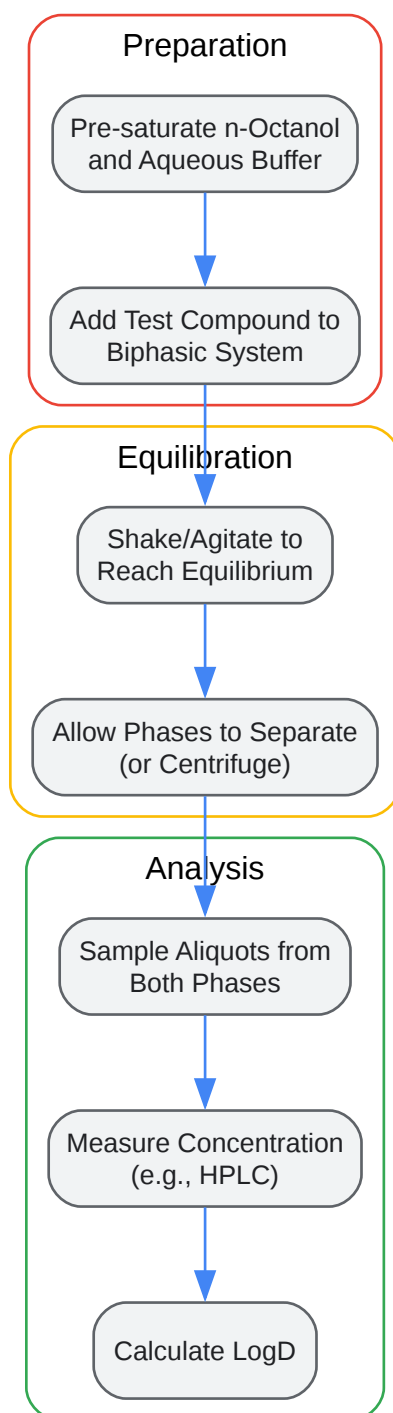 Preparation
Pre-saturate n-Octanol
and Aqueous Buffer
Add Test Compound to
Biphasic System
Equilibration
Shake/Agitate to
Reach Equilibrium
Allow Phases to Separate
(or Centrifuge)
Analysis
Sample Aliquots from
Both Phases
Measure Concentration
(e.g., HPLC)
Calculate LogD